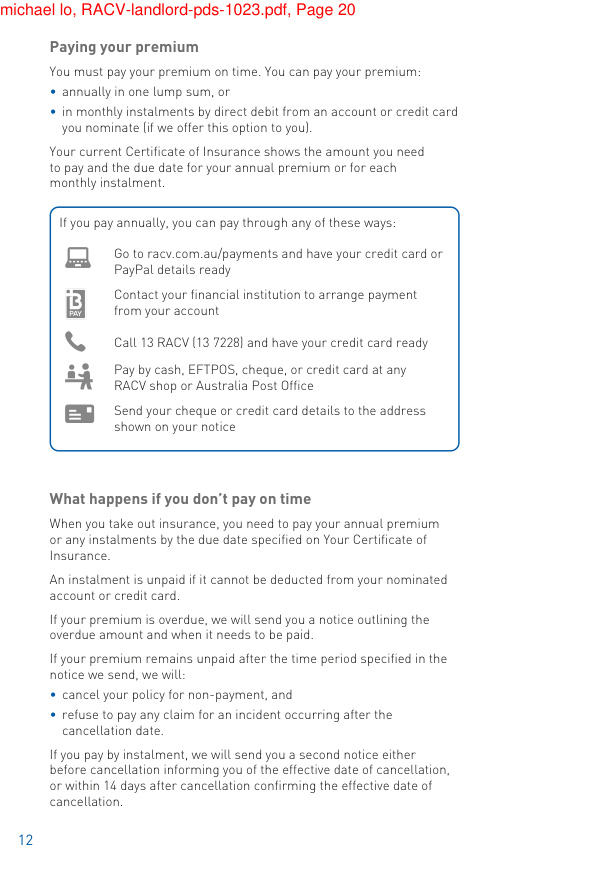 michael lo, RACV-landlord-pds-1023.pdf, Page 20
Paying your premium
You must pay your premium on time. You can pay your premium:
• annually in one lump sum, or
• in monthly instalments by direct debit from an account or credit card
you nominate (if we offer this option to you).
Your current Certificate of Insurance shows the amount you need
to pay and the due date for your annual premium or for each
monthly instalment.
If you pay annually, you can pay through any of these ways:
Go to racv.com.au/payments and have your credit card or
PayPal details ready
B
PAY
Contact your financial institution to arrange payment
from your account
Call 13 RACV (13 7228) and have your credit card ready
Pay by cash, EFTPOS, cheque, or credit card at any
RACV shop or Australia Post Office
Send your cheque or credit card details to the address
shown on your notice
What happens if you don’t pay on time
When you take out insurance, you need to pay your annual premium
or any instalments by the due date specified on Your Certificate of
Insurance.
An instalment is unpaid if it cannot be deducted from your nominated
account or credit card.
If your premium is overdue, we will send you a notice outlining the
overdue amount and when it needs to be paid.
If your premium remains unpaid after the time period specified in the
notice we send, we will:
• cancel your policy for non-payment, and
• refuse to pay any claim for an incident occurring after the
cancellation date.
If you pay by instalment, we will send you a second notice either
before cancellation informing you of the effective date of cancellation,
or within 14 days after cancellation confirming the effective date of
cancellation.
12